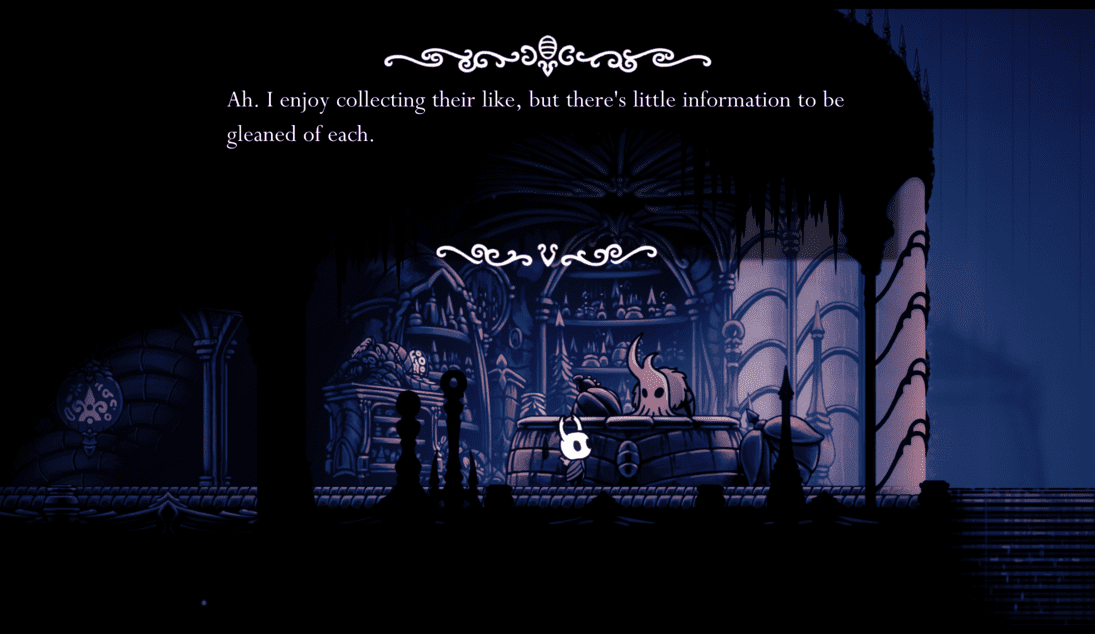 Ah. I enjoy collecting their like, but there's little information to be
gleaned of each.